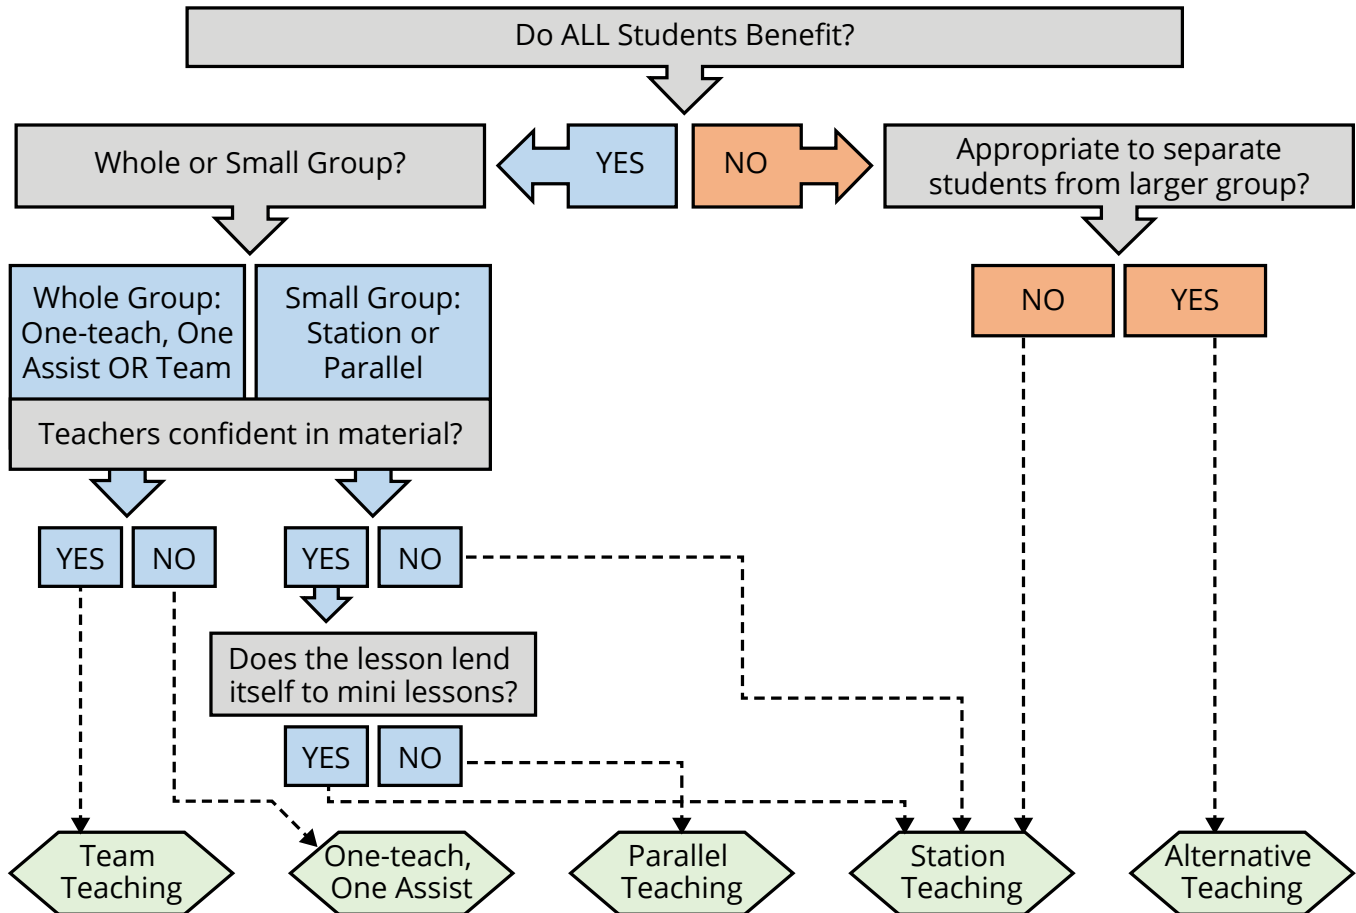 Do ALL Students Benefit?
Whole or Small Group?
YES
NO
Appropriate to separate
students from larger group?
Whole Group:
One-teach, One
Assist OR Team
Small Group:
Station or
Parallel
NO
YES
Teachers confident in material?
YES
NO
YES
NO
Does the lesson lend
itself to mini lessons?
YES
NO
Team
Teaching
One-teach,
One Assist
Parallel
Teaching
Station
Teaching
Alternative
Teaching